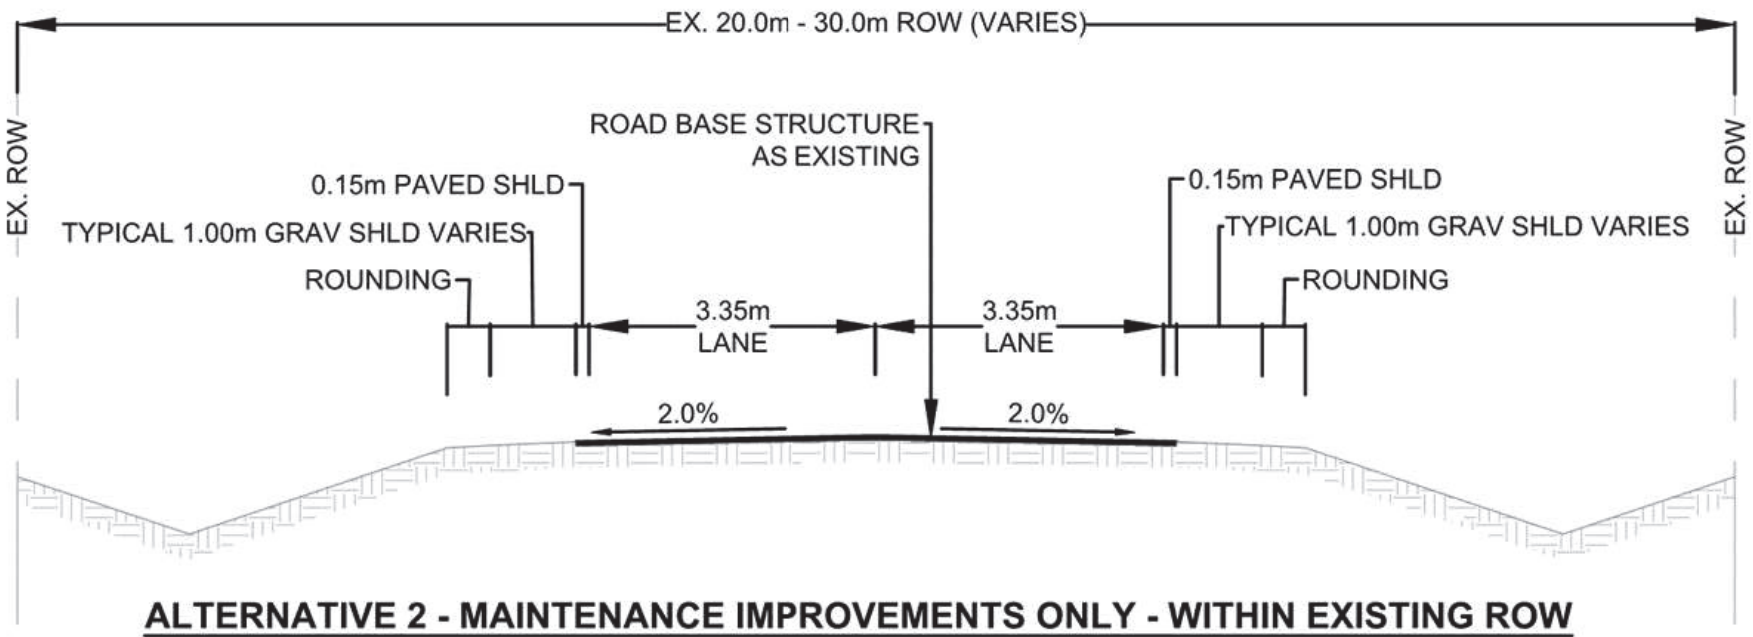 EX. 20.0m - 30.0m ROW (VARIES)
EX. ROW
EX. ROW
ROAD BASE STRUCTURE
AS EXISTING
0.15m PAVED SHLD
0.15m PAVED SHLD
TYPICAL 1.00m GRAV SHLD VARIES
TYPICAL 1.00m GRAV SHLD VARIES
ROUNDING
ROUNDING
3.35m
LANE
3.35m
LANE
2.0%
2.0%
ALTERNATIVE 2 - MAINTENANCE IMPROVEMENTS ONLY - WITHIN EXISTING ROW